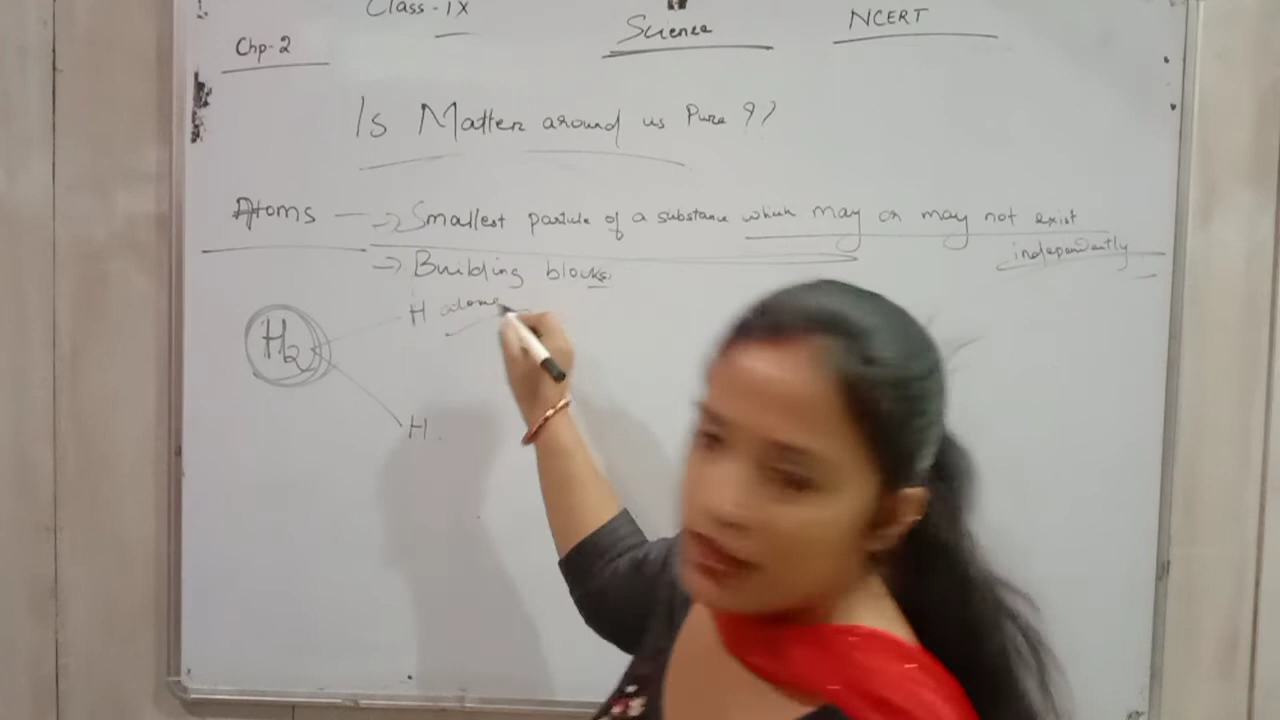 Class - IX Science NCERT
Chp-2
Is Matter around us Pure ??
Atoms — → Smallest particle of a substance which may or may not exist
independently
→ Building blocks
H atoms
H2
H